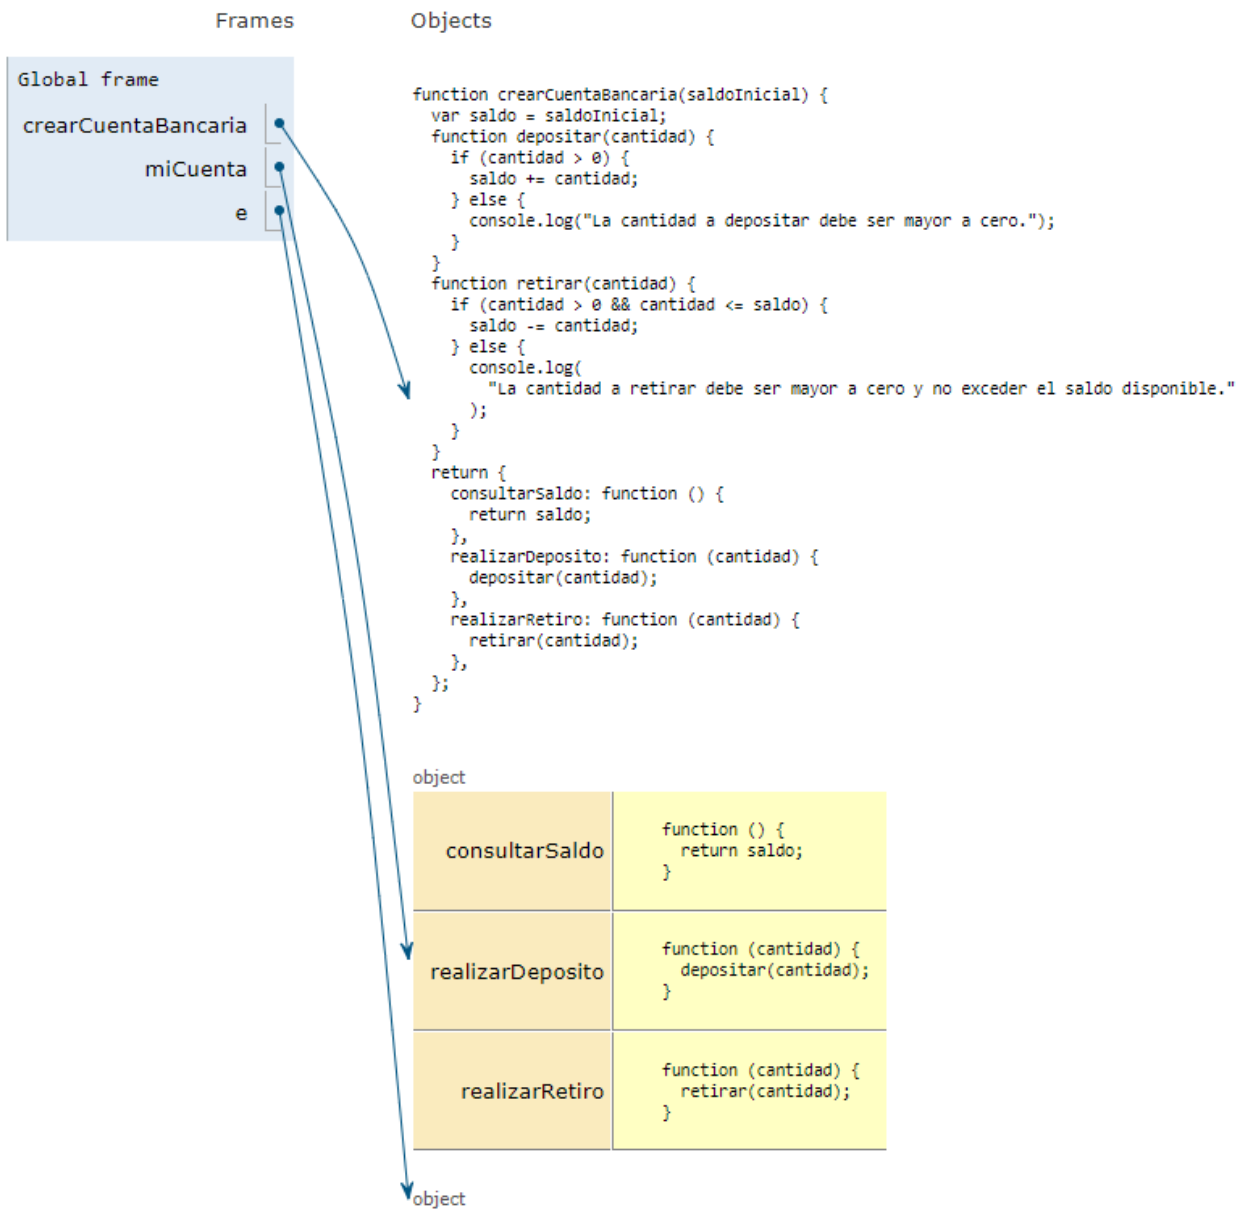 Frames
Objects
Global frame
crearCuentaBancaria
miCuenta
e
function crearCuentaBancaria(saldoInicial) {
  var saldo = saldoInicial;
  function depositar(cantidad) {
    if (cantidad > 0) {
      saldo += cantidad;
    } else {
      console.log("La cantidad a depositar debe ser mayor a cero.");
    }
  }
  function retirar(cantidad) {
    if (cantidad > 0 && cantidad <= saldo) {
      saldo -= cantidad;
    } else {
      console.log(
        "La cantidad a retirar debe ser mayor a cero y no exceder el saldo disponible."
      );
    }
  }
  return {
    consultarSaldo: function () {
      return saldo;
    },
    realizarDeposito: function (cantidad) {
      depositar(cantidad);
    },
    realizarRetiro: function (cantidad) {
      retirar(cantidad);
    },
  };
}
object
consultarSaldo
function () {
  return saldo;
}
realizarDeposito
function (cantidad) {
  depositar(cantidad);
}
realizarRetiro
function (cantidad) {
  retirar(cantidad);
}
object